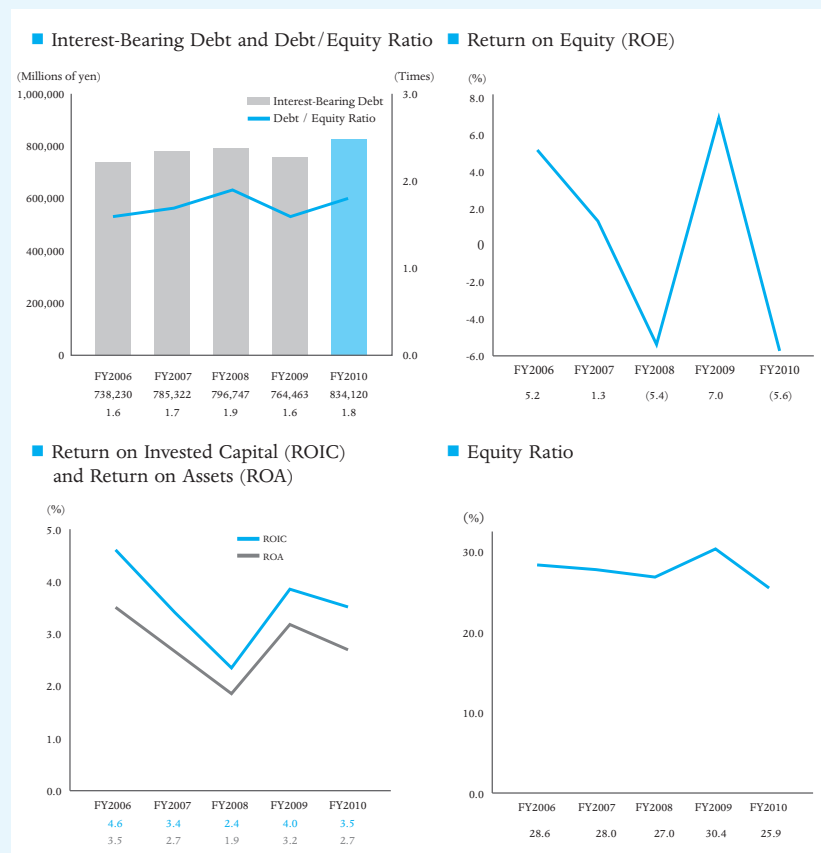 Interest-Bearing Debt and Debt/Equity Ratio
(Millions of yen)
(Times)
1,000,000
800,000
600,000
400,000
200,000
0
3.0
2.0
1.0
0.0
Interest-Bearing Debt
Debt / Equity Ratio
FY2006 FY2007 FY2008 FY2009 FY2010
738,230 785,322 796,747 764,463 834,120
1.6 1.7 1.9 1.6 1.8
Return on Equity (ROE)
(%)
8.0
6.0
4.0
2.0
0
-2.0
-4.0
-6.0
FY2006 FY2007 FY2008 FY2009 FY2010
5.2 1.3 (5.4) 7.0 (5.6)
Return on Invested Capital (ROIC)
and Return on Assets (ROA)
(%)
5.0
4.0
3.0
2.0
1.0
0.0
ROIC
ROA
FY2006 FY2007 FY2008 FY2009 FY2010
4.6 3.4 2.4 4.0 3.5
3.5 2.7 1.9 3.2 2.7
Equity Ratio
(%)
30.0
20.0
10.0
0.0
FY2006 FY2007 FY2008 FY2009 FY2010
28.6 28.0 27.0 30.4 25.9